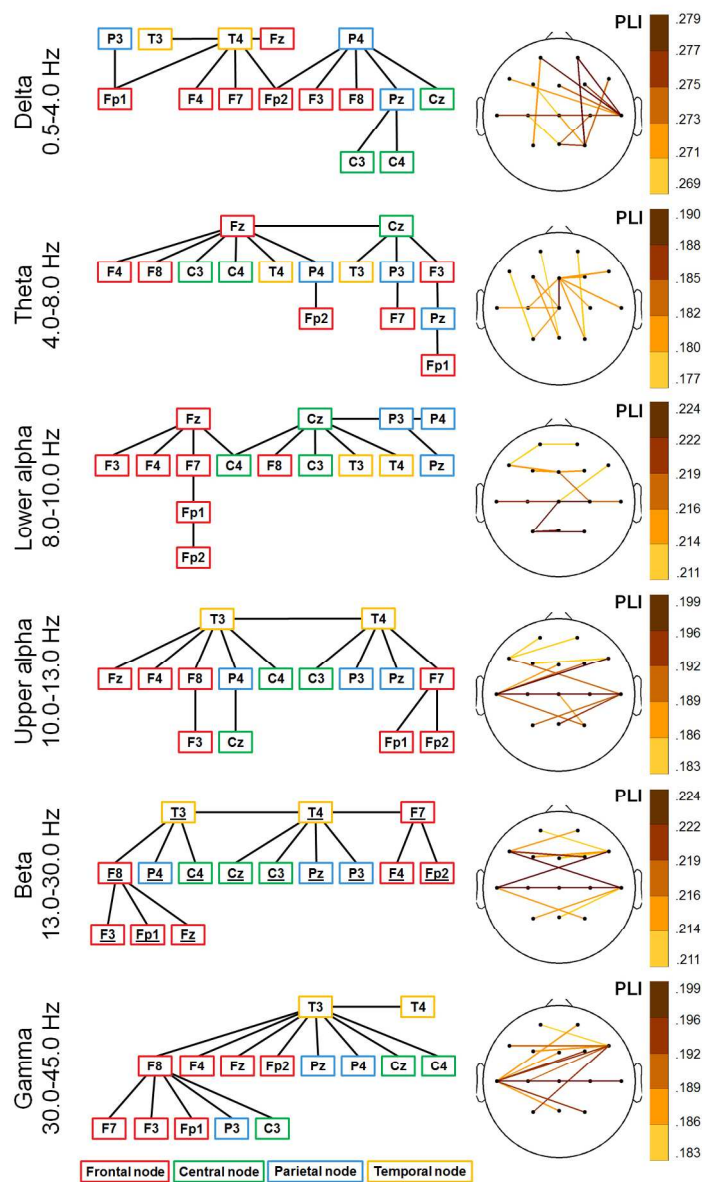 Delta
0.5-4.0 Hz
P3 T3 T4 Fz P4
Fp1 F4 F7 Fp2 F3 F8 Pz Cz
C3 C4
PLI
.279
.277
.275
.273
.271
.269
Theta
4.0-8.0 Hz
Fz Cz
F4 F8 C3 C4 T4 P4 T3 P3 F3
Fp2 F7 Pz
Fp1
PLI
.190
.188
.185
.182
.180
.177
Lower alpha
8.0-10.0 Hz
Fz Cz P3 P4
F3 F4 F7 C4 F8 C3 T3 T4 Pz
Fp1
Fp2
PLI
.224
.222
.219
.216
.214
.211
Upper alpha
10.0-13.0 Hz
T3 T4
Fz F4 F8 P4 C4 C3 P3 Pz F7
F3 Cz Fp1 Fp2
PLI
.199
.196
.192
.189
.186
.183
Beta
13.0-30.0 Hz
T3 T4 F7
F8 P4 C4 Cz C3 Pz P3 F4 Fp2
F3 Fp1 Fz
PLI
.224
.222
.219
.216
.214
.211
Gamma
30.0-45.0 Hz
T3 T4
F8 F4 Fz Fp2 Pz P4 Cz C4
F7 F3 Fp1 P3 C3
PLI
.199
.196
.192
.189
.186
.183
Frontal node Central node Parietal node Temporal node